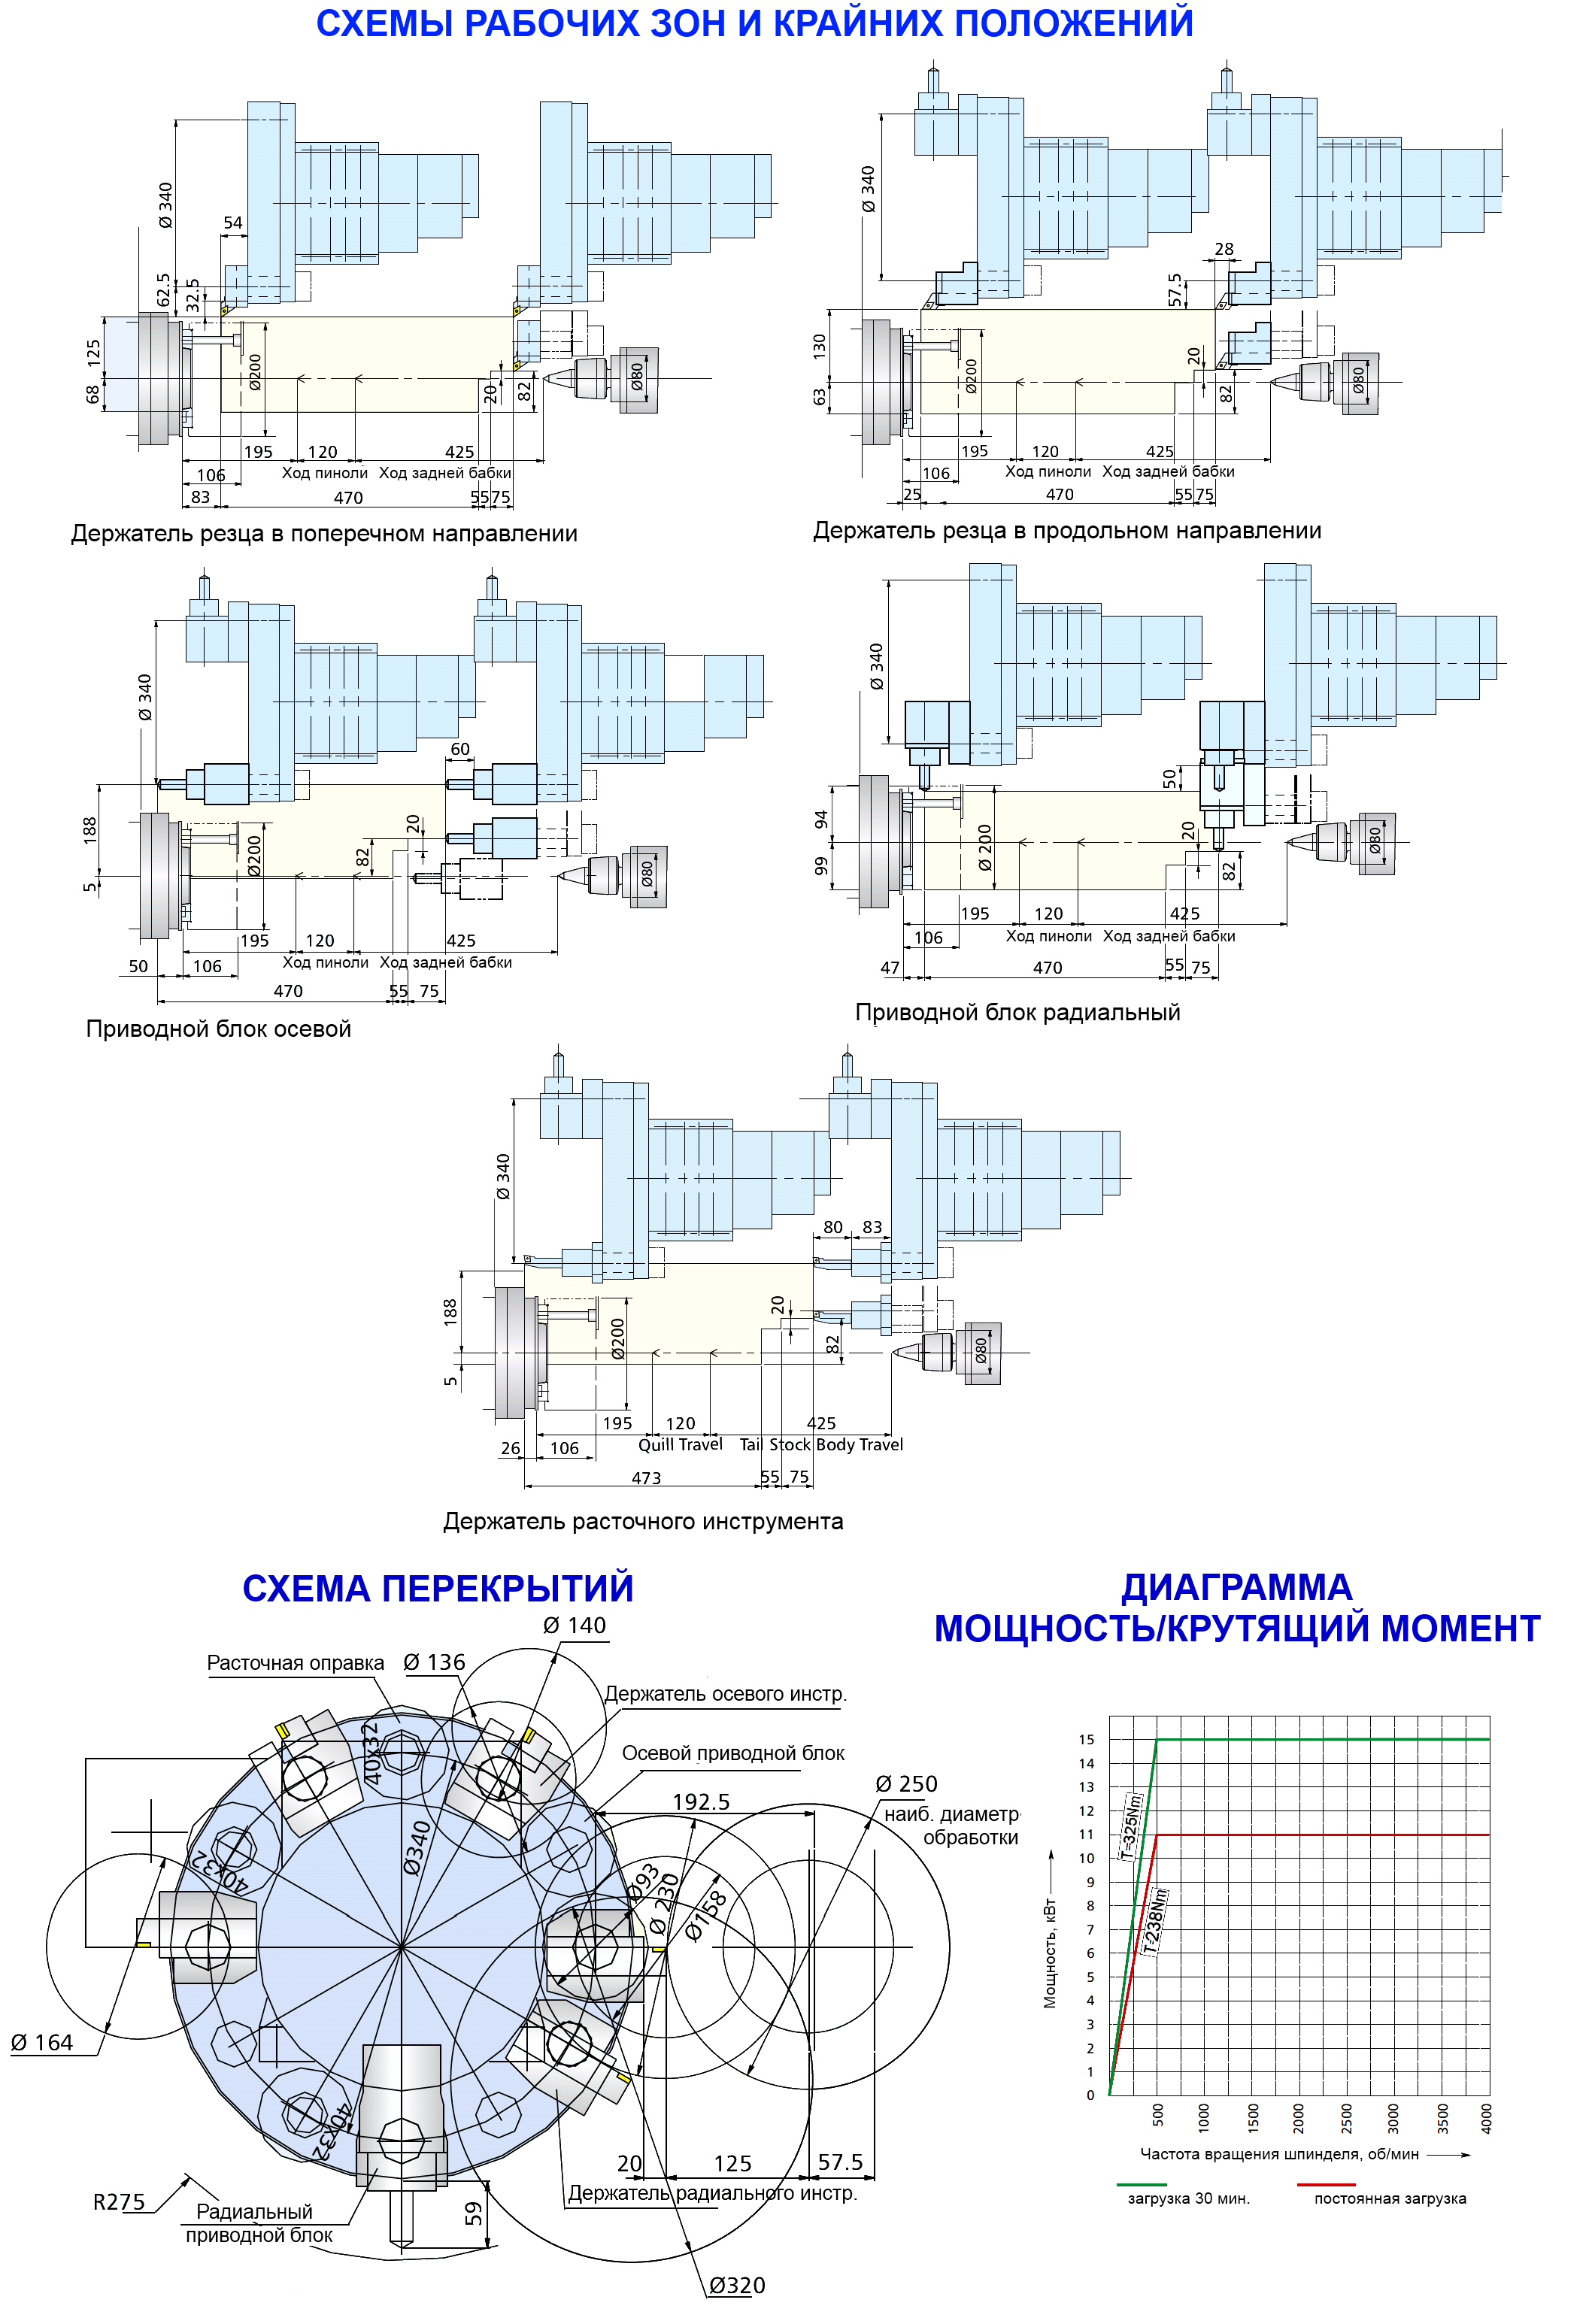 СХЕМЫ РАБОЧИХ ЗОН И КРАЙНИХ ПОЛОЖЕНИЙ
Ø 340
54
62.5
32.5
125
68
Ø200
20
82
Ø80
195
120
425
Ход пиноли
Ход задней бабки
106
83
470
55
75
Держатель резца в поперечном направлении
Ø 340
28
57.5
130
63
Ø200
20
82
Ø80
195
120
425
Ход пиноли
Ход задней бабки
106
25
470
55
75
Держатель резца в продольном направлении
Ø 340
60
188
5
Ø200
82
20
Ø80
195
120
425
Ход пиноли
Ход задней бабки
50
106
470
55
75
Приводной блок осевой
Ø 340
50
94
99
Ø 200
20
82
Ø80
195
120
425
Ход пиноли
Ход задней бабки
106
47
470
55
75
Приводной блок радиальный
Ø 340
80
83
188
5
Ø200
20
82
Ø80
195
120
425
Quill Travel
Tail Stock Body Travel
26
106
473
55
75
Держатель расточного инструмента
СХЕМА ПЕРЕКРЫТИЙ
Ø 140
Расточная оправка
Ø 136
Держатель осевого инстр.
40x32
Осевой приводной блок
Ø 250
наиб. диаметр
обработки
192.5
Ø340
40x32
Ø93
Ø 230
Ø158
Ø 164
40x32
20
125
57.5
R275
Радиальный
приводной блок
59
Держатель радиального инстр.
Ø320
ДИАГРАММА
МОЩНОСТЬ/КРУТЯЩИЙ МОМЕНТ
15
14
13
12
11
10
9
8
7
6
5
4
3
2
1
0
T=325Nm
T=238Nm
Мощность, кВт
500
1000
1500
2000
2500
3000
3500
4000
Частота вращения шпинделя, об/мин
загрузка 30 мин.
постоянная загрузка